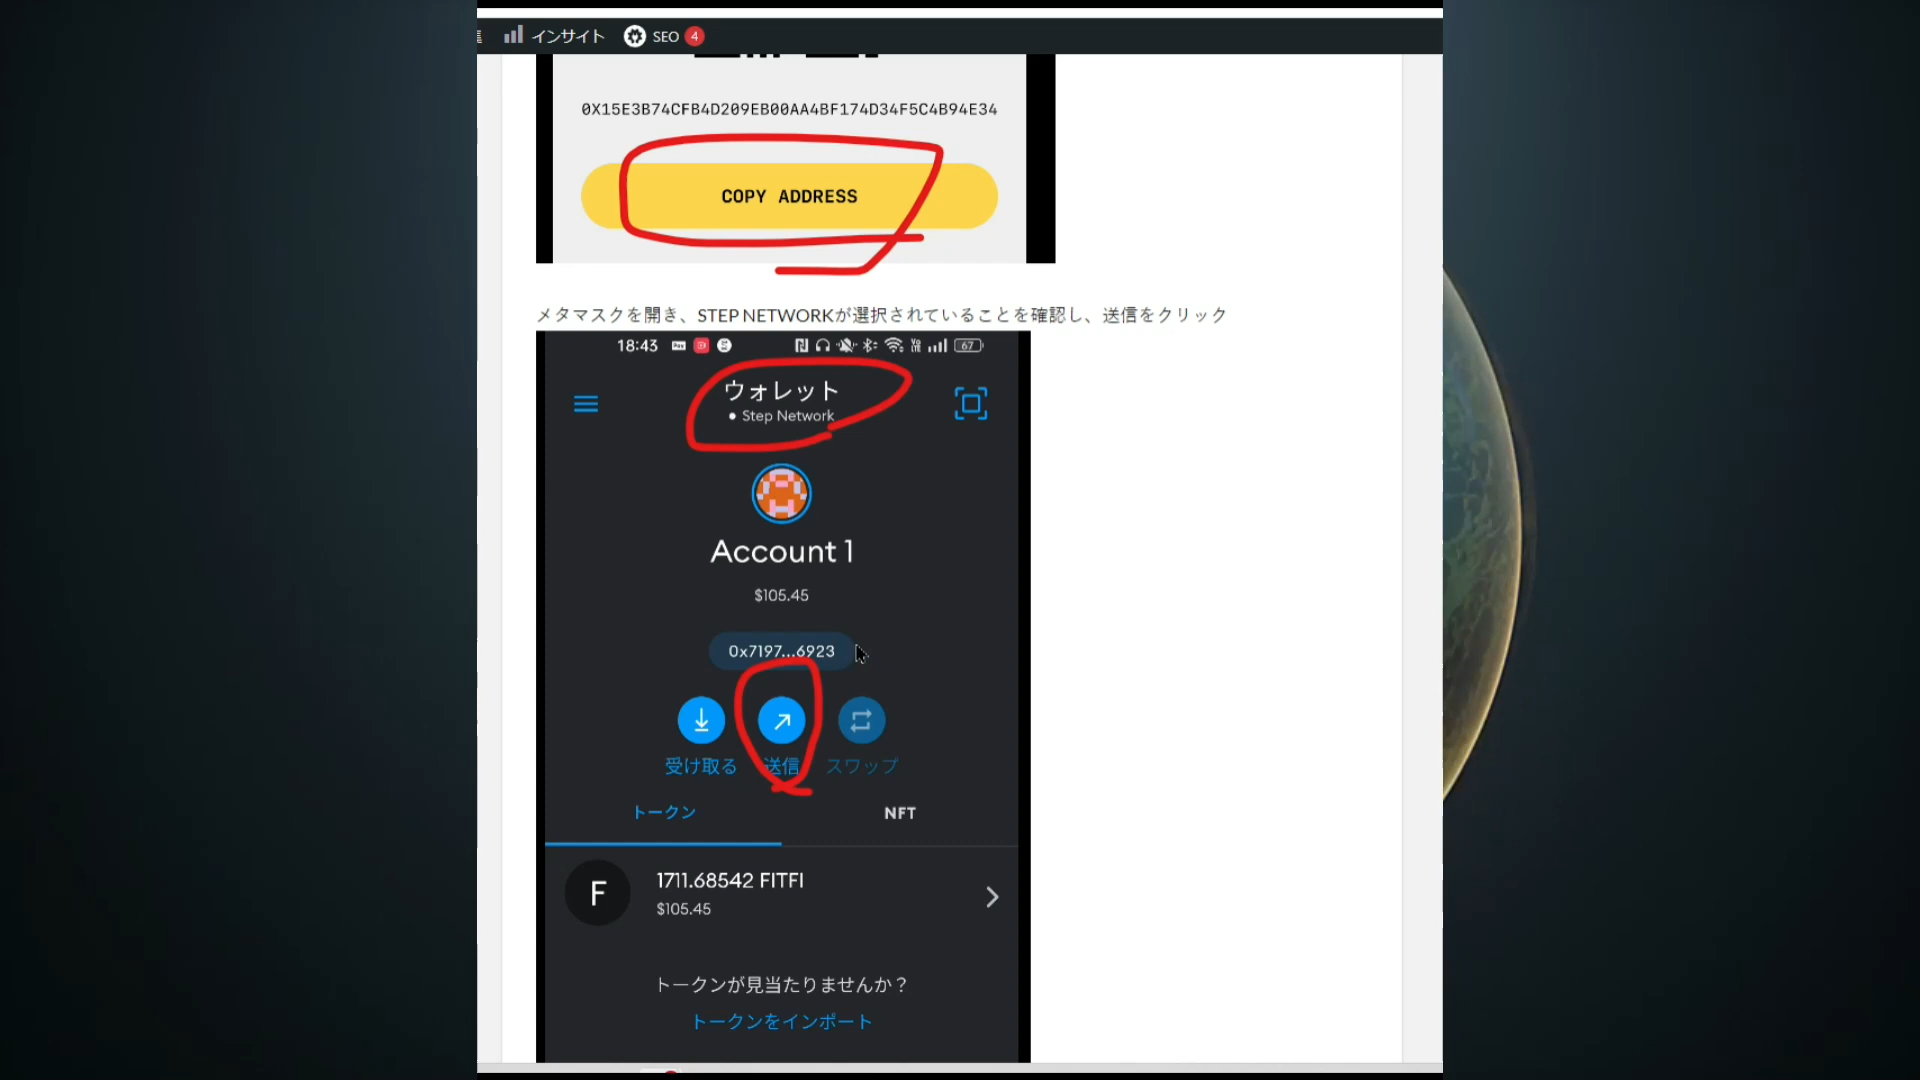 インサイト SEO 4
0X15E3B74CFB4D209EB00AA4BF174D34F5C4B94E34
COPY ADDRESS
メタマスクを開き、STEP NETWORKが選択されていることを確認し、送信をクリック
18:43 67
ウォレット
Step Network
Account 1
$105.45
0x7197...6923
受け取る 送信 スワップ
トークン NFT
F 1711.68542 FITFI
$105.45
トークンが見当たりませんか？
トークンをインポート